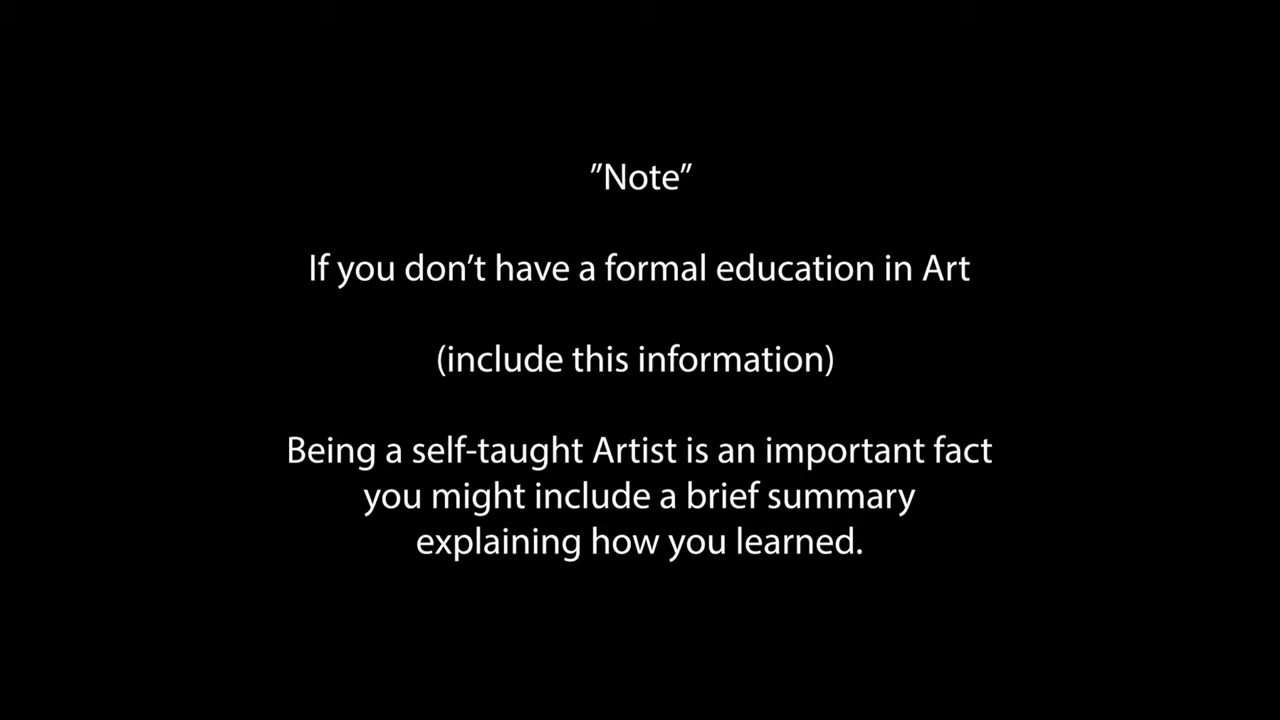 ”Note”
If you don’t have a formal education in Art
(include this information)
Being a self-taught Artist is an important fact
you might include a brief summary
explaining how you learned.